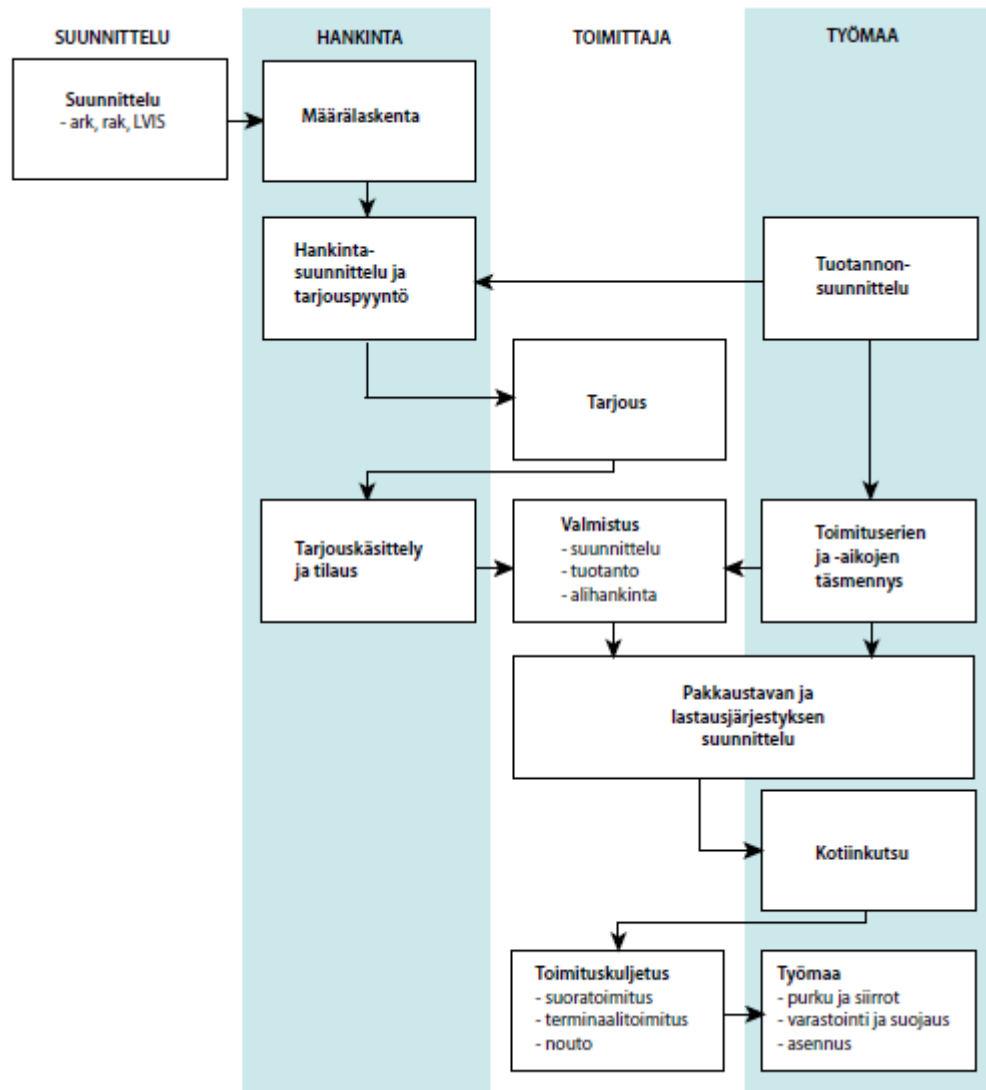 SUUNNITTELU
HANKINTA
TOIMITTAJA
TYÖMAA
Suunnittelu
- ark, rak, LVIS
Määrälaskenta
Hankinta-
suunnittelu ja
tarjouspyyntö
Tuotannon-
suunnittelu
Tarjous
Tarjouskäsittely
ja tilaus
Valmistus
- suunnittelu
- tuotanto
- alihankinta
Toimituserien
ja -aikojen
täsmennys
Pakkaustavan ja
lastausjärjestyksen
suunnittelu
Kotiinkutsu
Toimituskuljetus
- suoratoimitus
- terminaalitoimitus
- nouto
Työmaa
- purku ja siirrot
- varastointi ja suojaus
- asennus